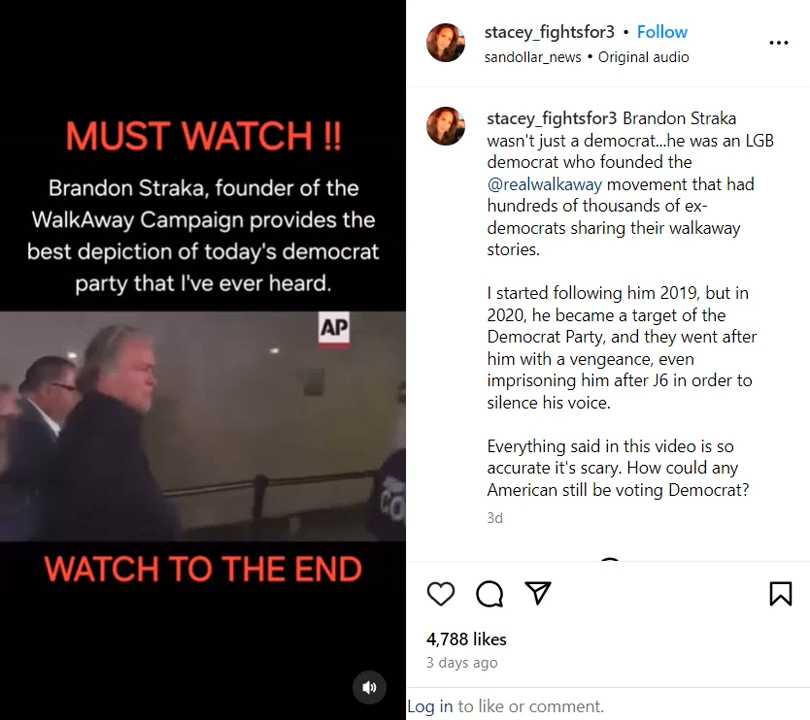 MUST WATCH !!
Brandon Straka, founder of the
WalkAway Campaign provides the
best depiction of today's democrat
party that I've ever heard.
AP
CO
WATCH TO THE END
stacey_fightsfor3 • Follow
sandollar_news • Original audio
stacey_fightsfor3 Brandon Straka
wasn't just a democrat...he was an LGB
democrat who founded the
@realwalkaway movement that had
hundreds of thousands of ex-
democrats sharing their walkaway
stories.
I started following him 2019, but in
2020, he became a target of the
Democrat Party, and they went after
him with a vengeance, even
imprisoning him after J6 in order to
silence his voice.
Everything said in this video is so
accurate it's scary. How could any
American still be voting Democrat?
3d
4,788 likes
3 days ago
Log in to like or comment.